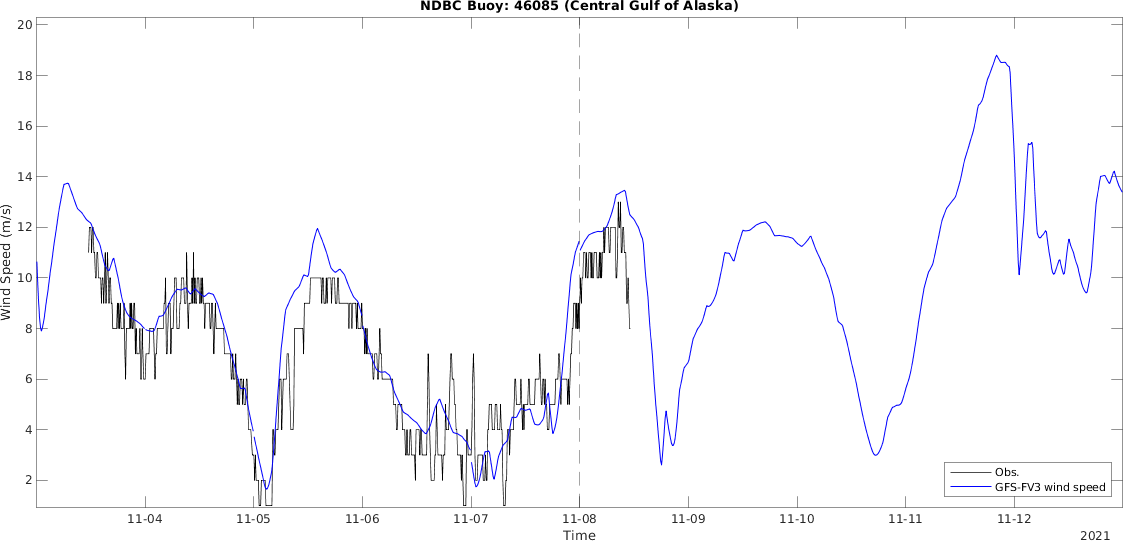 NDBC Buoy: 46085 (Central Gulf of Alaska)
20
18
16
14
12
10
8
6
4
2
Wind Speed (m/s)
Obs.
GFS-FV3 wind speed
11-04 11-05 11-06 11-07 11-08 11-09 11-10 11-11 11-12
Time
2021